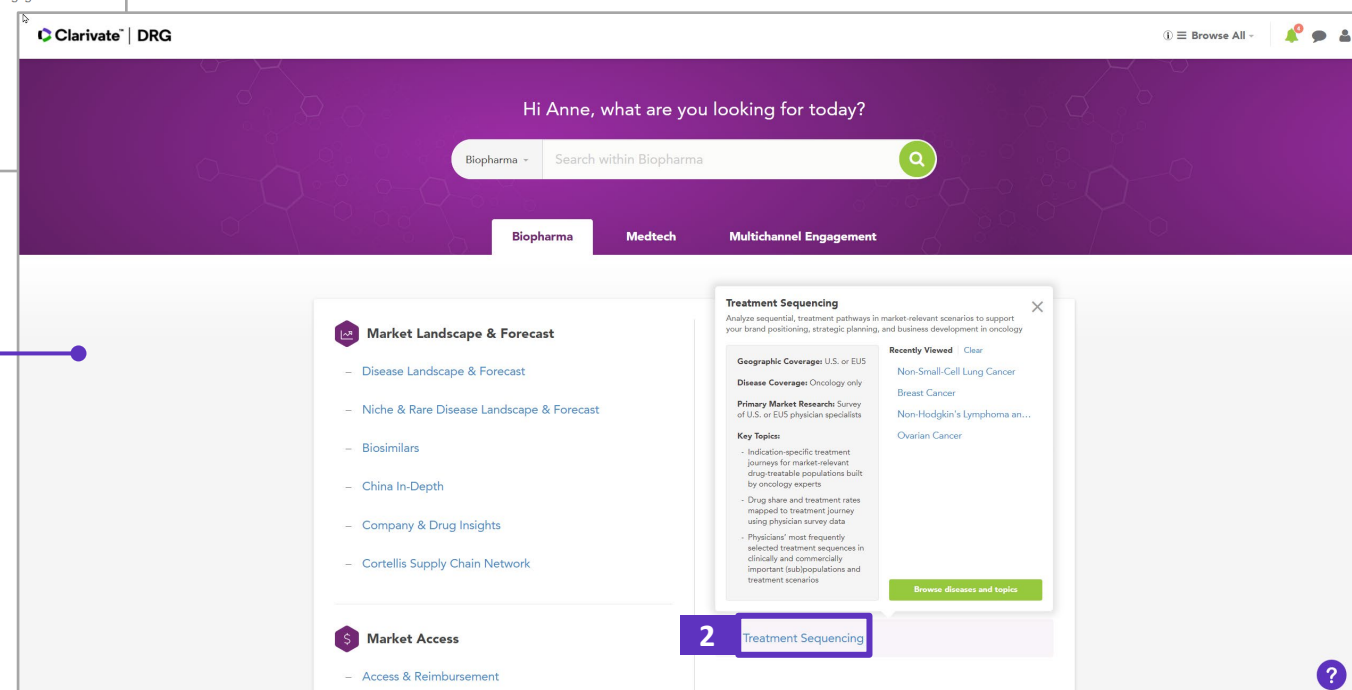 Clarivate™ | DRG
Browse All
4
Hi Anne, what are you looking for today?
Biopharma
Search within Biopharma
Biopharma
Medtech
Multichannel Engagement
Market Landscape & Forecast
– Disease Landscape & Forecast
– Niche & Rare Disease Landscape & Forecast
– Biosimilars
– China In-Depth
– Company & Drug Insights
– Cortellis Supply Chain Network
$ Market Access
– Access & Reimbursement
Treatment Sequencing
Analyze sequential, treatment pathways in market-relevant scenarios to support
your brand positioning, strategic planning, and business development in oncology
Geographic Coverage: U.S. or EU5
Disease Coverage: Oncology only
Primary Market Research: Survey
of U.S. or EU5 physician specialists
Key Topics:
- Indication-specific treatment
journeys for market-relevant
drug-treatable populations built
by oncology experts
- Drug share and treatment rates
mapped to treatment journey
using physician survey data
- Physicians' most frequently
selected treatment sequences in
clinically and commercially
important (sub)populations and
treatment scenarios
Recently Viewed | Clear
Non-Small-Cell Lung Cancer
Breast Cancer
Non-Hodgkin's Lymphoma an...
Ovarian Cancer
Browse diseases and topics
2
Treatment Sequencing
?